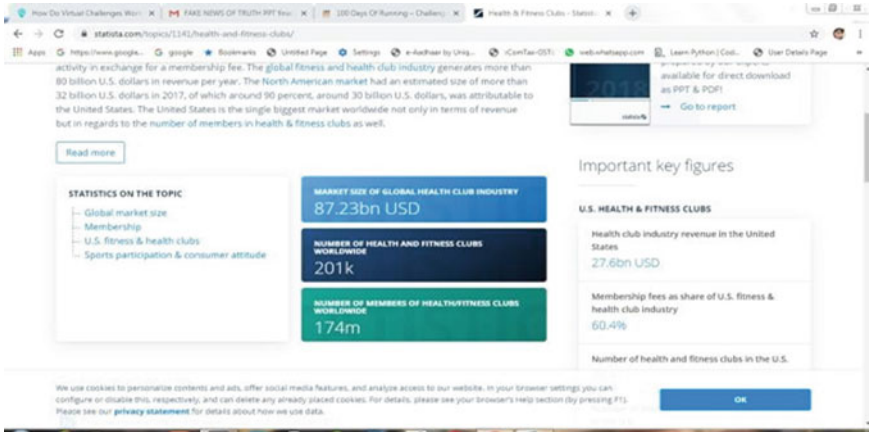 How Do Virtual Challenges Work
FAKE NEWS OF TRUTH PPT
100 Days Of Running - Challeng
Health & Fitness Clubs - Statisti
statista.com/topics/1141/health-and-fitness-clubs/
Apps
https://www.google...
google
Bookmarks
Untitled Page
Settings
e-Aadhaar by Uniq...
web.whatsapp.com
Learn Python | Cod...
User Details Page
activity in exchange for a membership fee. The global fitness and health club industry generates more than
80 billion U.S. dollars in revenue per year. The North American market had an estimated size of more than
32 billion U.S. dollars in 2017, of which around 90 percent, around 30 billion U.S. dollars, was attributable to
the United States. The United States is the single biggest market worldwide not only in terms of revenue
but in regards to the number of members in health & fitness clubs as well.
Read more
2018
statista
available for direct download
as PPT & PDF!
→ Go to report
STATISTICS ON THE TOPIC
Global market size
Membership
U.S. fitness & health clubs
Sports participation & consumer attitude
MARKET SIZE OF GLOBAL HEALTH CLUB INDUSTRY
87.23bn USD
NUMBER OF HEALTH AND FITNESS CLUBS
WORLDWIDE
201k
NUMBER OF MEMBERS OF HEALTH/FITNESS CLUBS
WORLDWIDE
174m
Important key figures
U.S. HEALTH & FITNESS CLUBS
Health club industry revenue in the United
States
27.6bn USD
Membership fees as share of U.S. fitness &
health club industry
60.4%
Number of health and fitness clubs in the U.S.
We use cookies to personalize contents and ads, offer social media features, and analyze access to our website. In your browser settings you can
configure or disable this, respectively, and can delete any already placed cookies. For details, please see your browser's Help section (by pressing F1).
Please see our privacy statement for details about how we use data.
OK